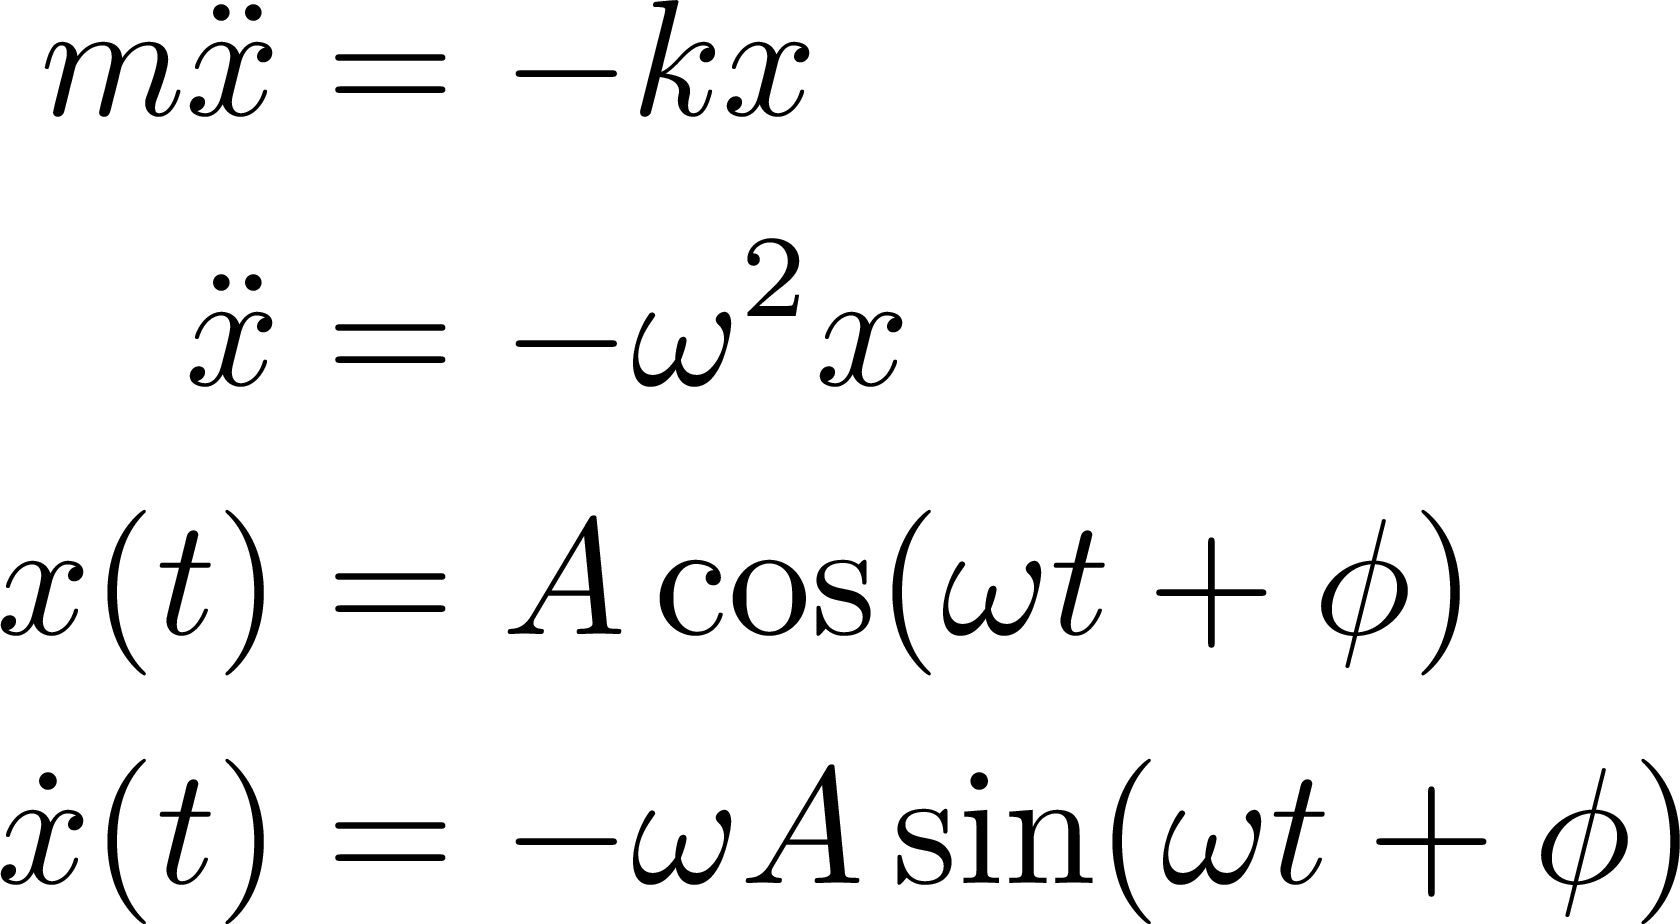 mẍ = −kx
ẍ = −ω²x
x(t) = A cos(ωt + ϕ)
ẋ(t) = −ωA sin(ωt + ϕ)